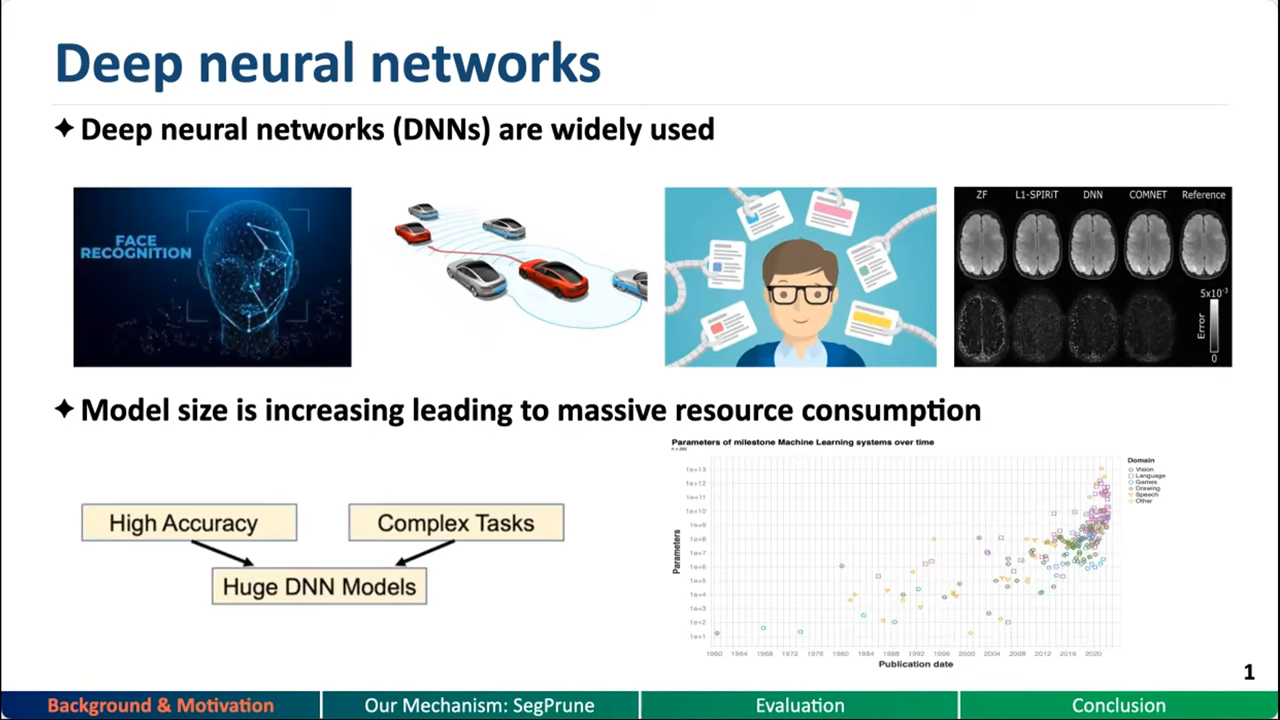 Deep neural networks
✦ Deep neural networks (DNNs) are widely used
FACE
RECOGNITION
ZF L1-SPIRiT DNN COMNET Reference
5x10⁻³
Error
0
✦ Model size is increasing leading to massive resource consumption
High Accuracy
Complex Tasks
Huge DNN Models
Parameters of milestone Machine Learning systems over time
Domain
Vision
Language
Games
Drawing
Speech
Other
Parameters
1e+13
1e+12
1e+11
1e+10
1e+9
1e+8
1e+7
1e+6
1e+5
1e+4
1e+3
1e+2
1e+1
1960 1964 1968 1972 1976 1980 1984 1988 1992 1996 2000 2004 2008 2012 2016 2020
Publication date
1
Background & Motivation
Our Mechanism: SegPrune
Evaluation
Conclusion